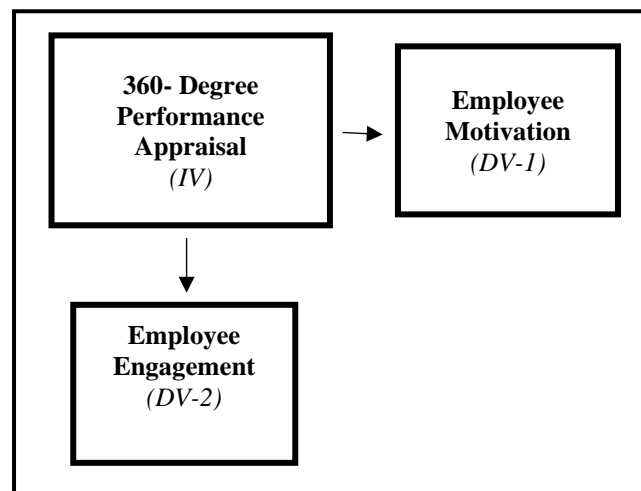 360- Degree
Performance
Appraisal
(IV)
Employee
Motivation
(DV-1)
Employee
Engagement
(DV-2)